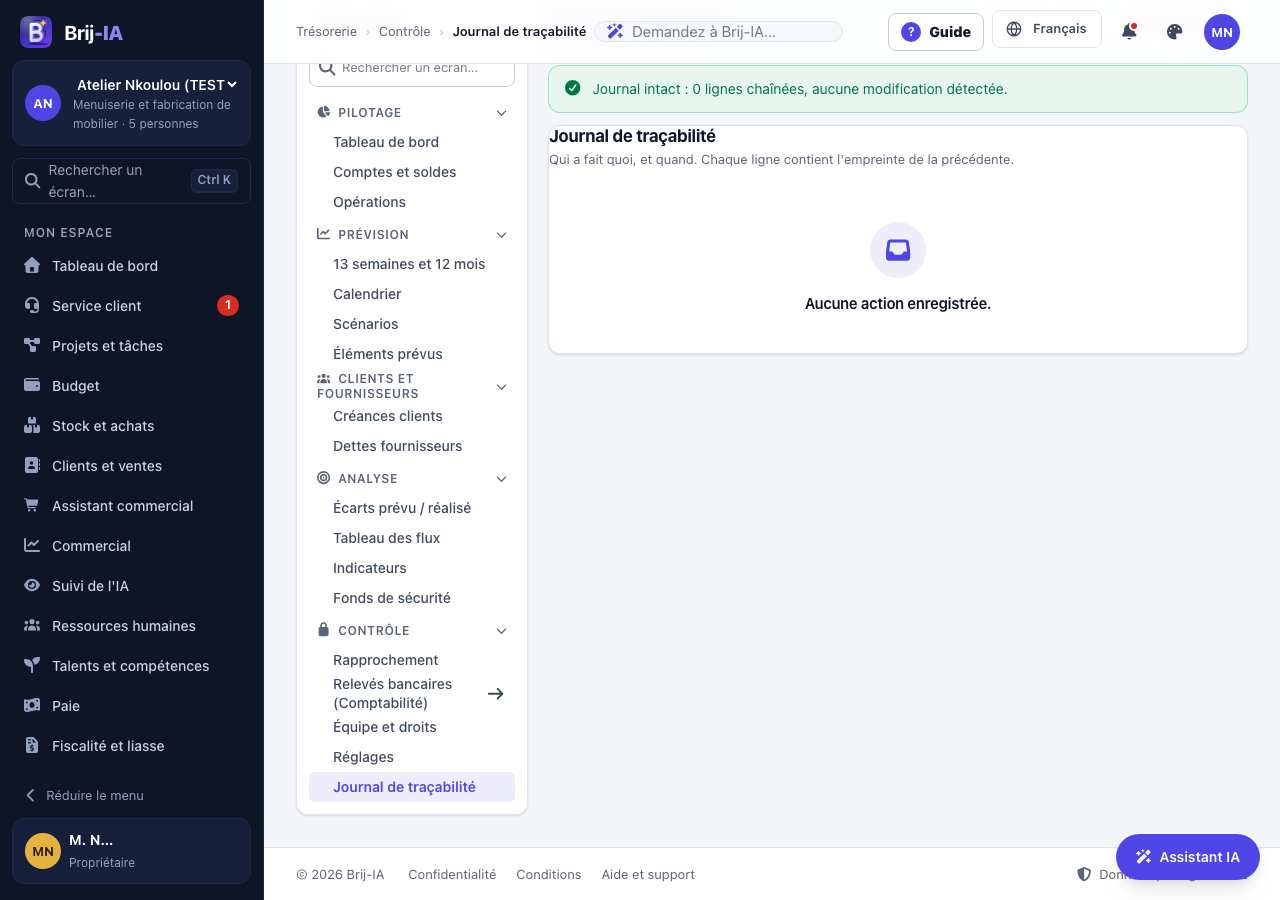 Brij-IA
AN
Atelier Nkoulou (TEST
Menuiserie et fabrication de
mobilier · 5 personnes
Rechercher un
écran...
Ctrl K
MON ESPACE
Tableau de bord
Service client
1
Projets et tâches
Budget
Stock et achats
Clients et ventes
Assistant commercial
Commercial
Suivi de l'IA
Ressources humaines
Talents et compétences
Paie
Fiscalité et liasse
Réduire le menu
MN
M. N...
Propriétaire
Trésorerie › Contrôle › Journal de traçabilité
Demandez à Brij-IA...
? Guide
Français
MN
Rechercher un écran...
PILOTAGE
Tableau de bord
Comptes et soldes
Opérations
PRÉVISION
13 semaines et 12 mois
Calendrier
Scénarios
Éléments prévus
CLIENTS ET
FOURNISSEURS
Créances clients
Dettes fournisseurs
ANALYSE
Écarts prévu / réalisé
Tableau des flux
Indicateurs
Fonds de sécurité
CONTRÔLE
Rapprochement
Relevés bancaires
(Comptabilité)
Équipe et droits
Réglages
Journal de traçabilité
Journal intact : 0 lignes chaînées, aucune modification détectée.
Journal de traçabilité
Qui a fait quoi, et quand. Chaque ligne contient l'empreinte de la précédente.
Aucune action enregistrée.
© 2026 Brij-IA
Confidentialité
Conditions
Aide et support
Assistant IA